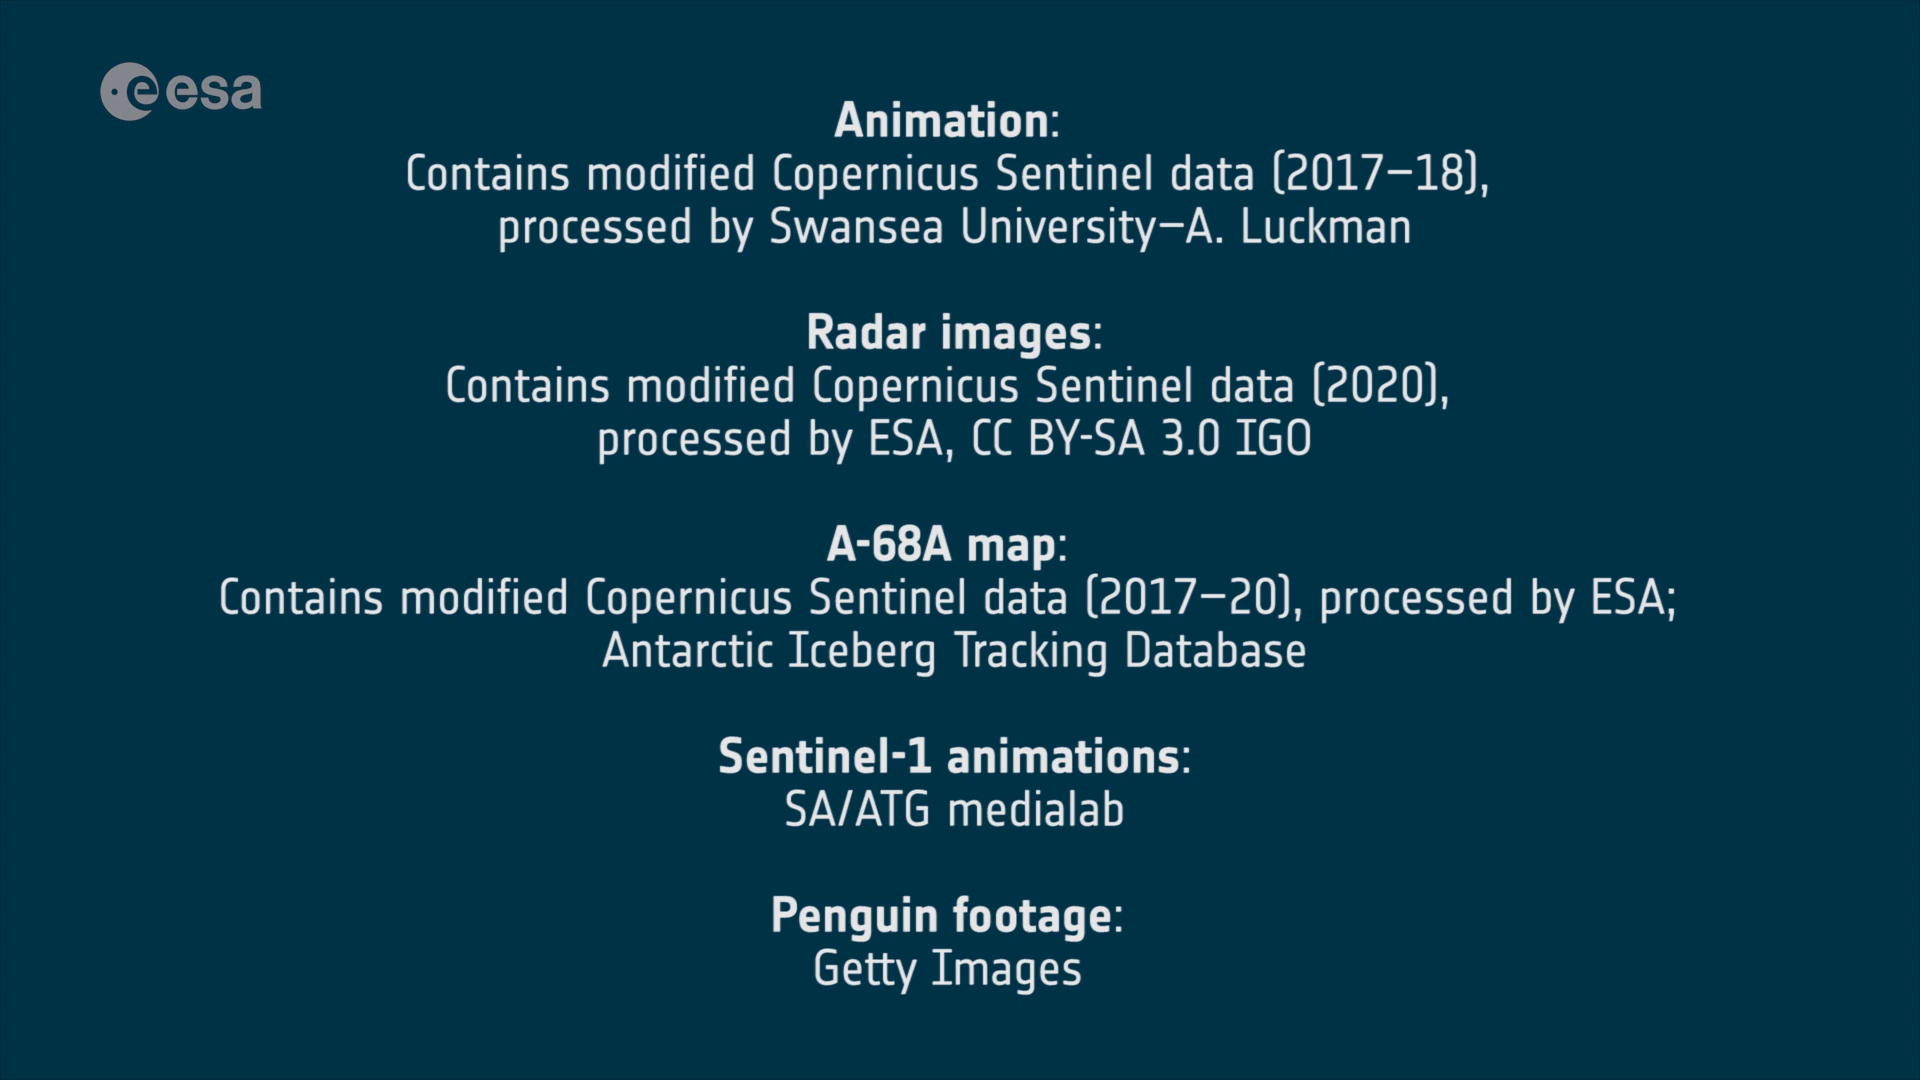 esa
Animation:
Contains modified Copernicus Sentinel data (2017–18),
processed by Swansea University–A. Luckman
Radar images:
Contains modified Copernicus Sentinel data (2020),
processed by ESA, CC BY-SA 3.0 IGO
A-68A map:
Contains modified Copernicus Sentinel data (2017–20), processed by ESA;
Antarctic Iceberg Tracking Database
Sentinel-1 animations:
SA/ATG medialab
Penguin footage:
Getty Images